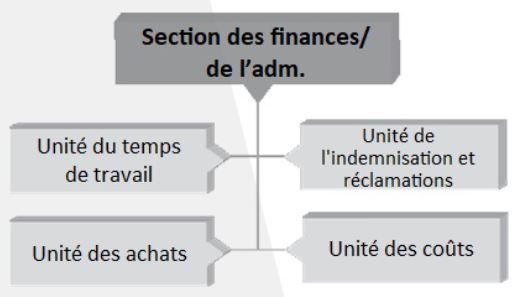 Section des finances/
de l'adm.
Unité du temps
de travail
Unité de
l'indemnisation et
réclamations
Unité des achats
Unité des coûts